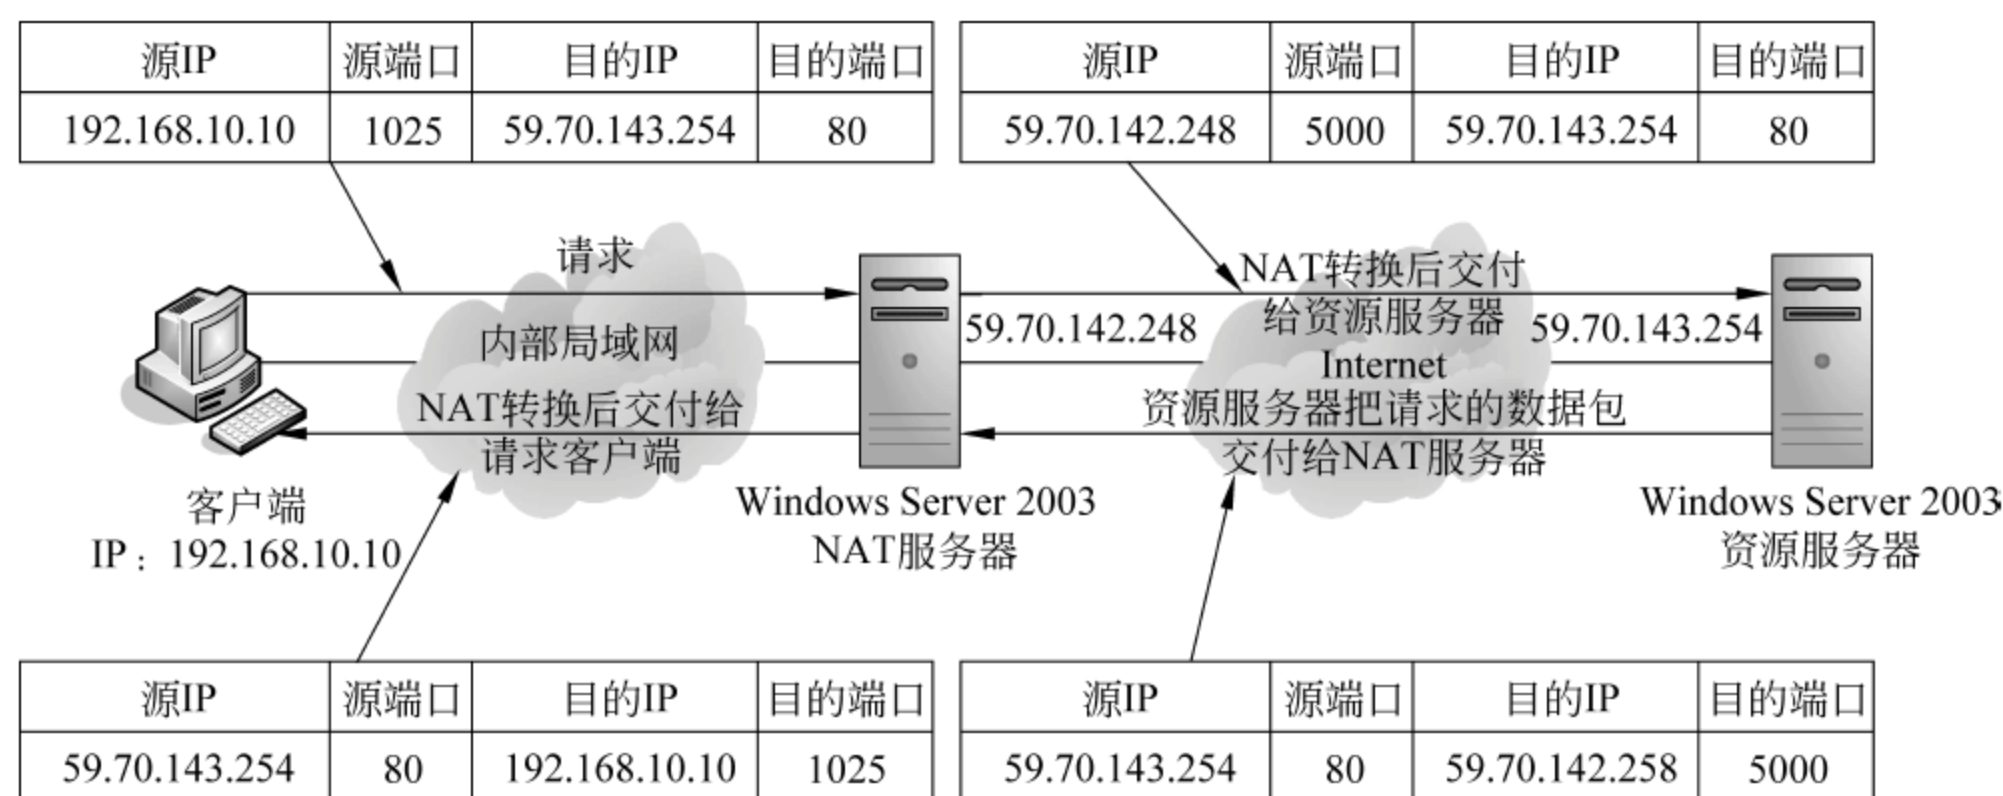 源IP 源端口 目的IP 目的端口
192.168.10.10 1025 59.70.143.254 80
源IP 源端口 目的IP 目的端口
59.70.142.248 5000 59.70.143.254 80
请求
内部局域网
NAT转换后交付给
请求客户端
NAT转换后交付
给资源服务器
59.70.142.248
59.70.143.254
Internet
资源服务器把请求的数据包
交付给NAT服务器
客户端
IP：192.168.10.10
Windows Server 2003
NAT服务器
Windows Server 2003
资源服务器
源IP 源端口 目的IP 目的端口
59.70.143.254 80 192.168.10.10 1025
源IP 源端口 目的IP 目的端口
59.70.143.254 80 59.70.142.258 5000